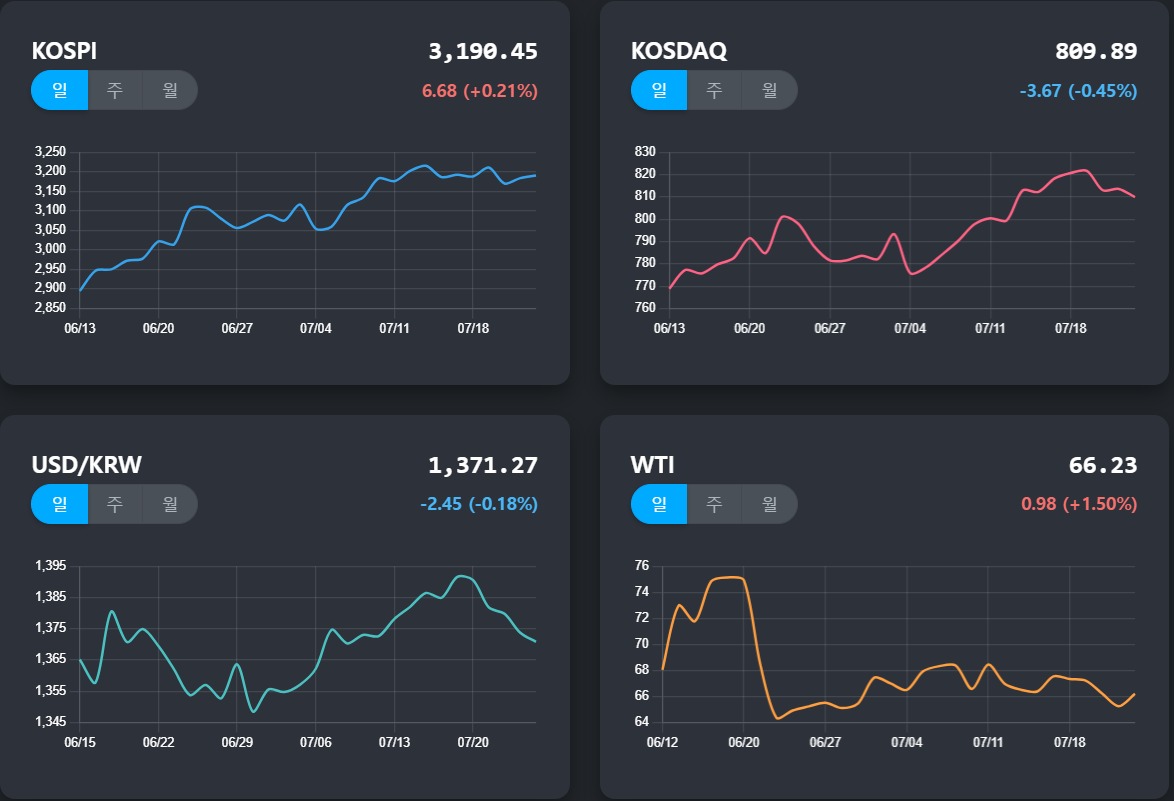 KOSPI 3,190.45
일 주 월 6.68 (+0.21%)
3,250
3,200
3,150
3,100
3,050
3,000
2,950
2,900
2,850
06/13 06/20 06/27 07/04 07/11 07/18
KOSDAQ 809.89
일 주 월 -3.67 (-0.45%)
830
820
810
800
790
780
770
760
06/13 06/20 06/27 07/04 07/11 07/18
USD/KRW 1,371.27
일 주 월 -2.45 (-0.18%)
1,395
1,385
1,375
1,365
1,355
1,345
06/15 06/22 06/29 07/06 07/13 07/20
WTI 66.23
일 주 월 0.98 (+1.50%)
76
74
72
70
68
66
64
06/12 06/20 06/27 07/04 07/11 07/18